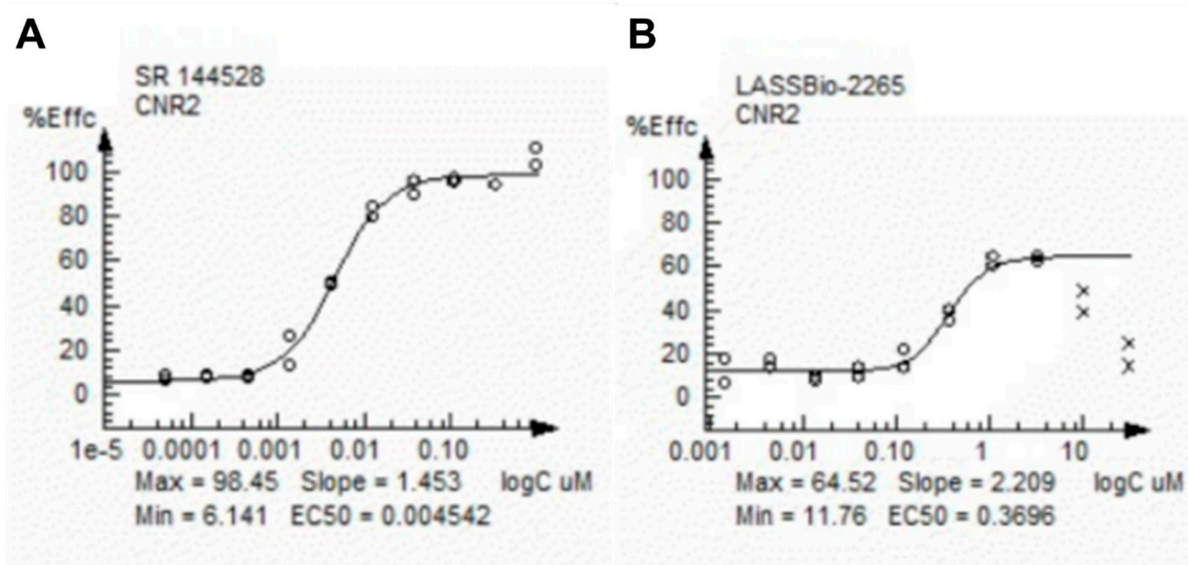 A
SR 144528
CNR2
%Effc
100
80
60
40
20
0
1e-5 0.0001 0.001 0.01 0.10
Max = 98.45 Slope = 1.453 logC uM
Min = 6.141 EC50 = 0.004542
B
LASSBio-2265
CNR2
%Effc
100
80
60
40
20
0
0.001 0.01 0.10 1 10
Max = 64.52 Slope = 2.209 logC uM
Min = 11.76 EC50 = 0.3696